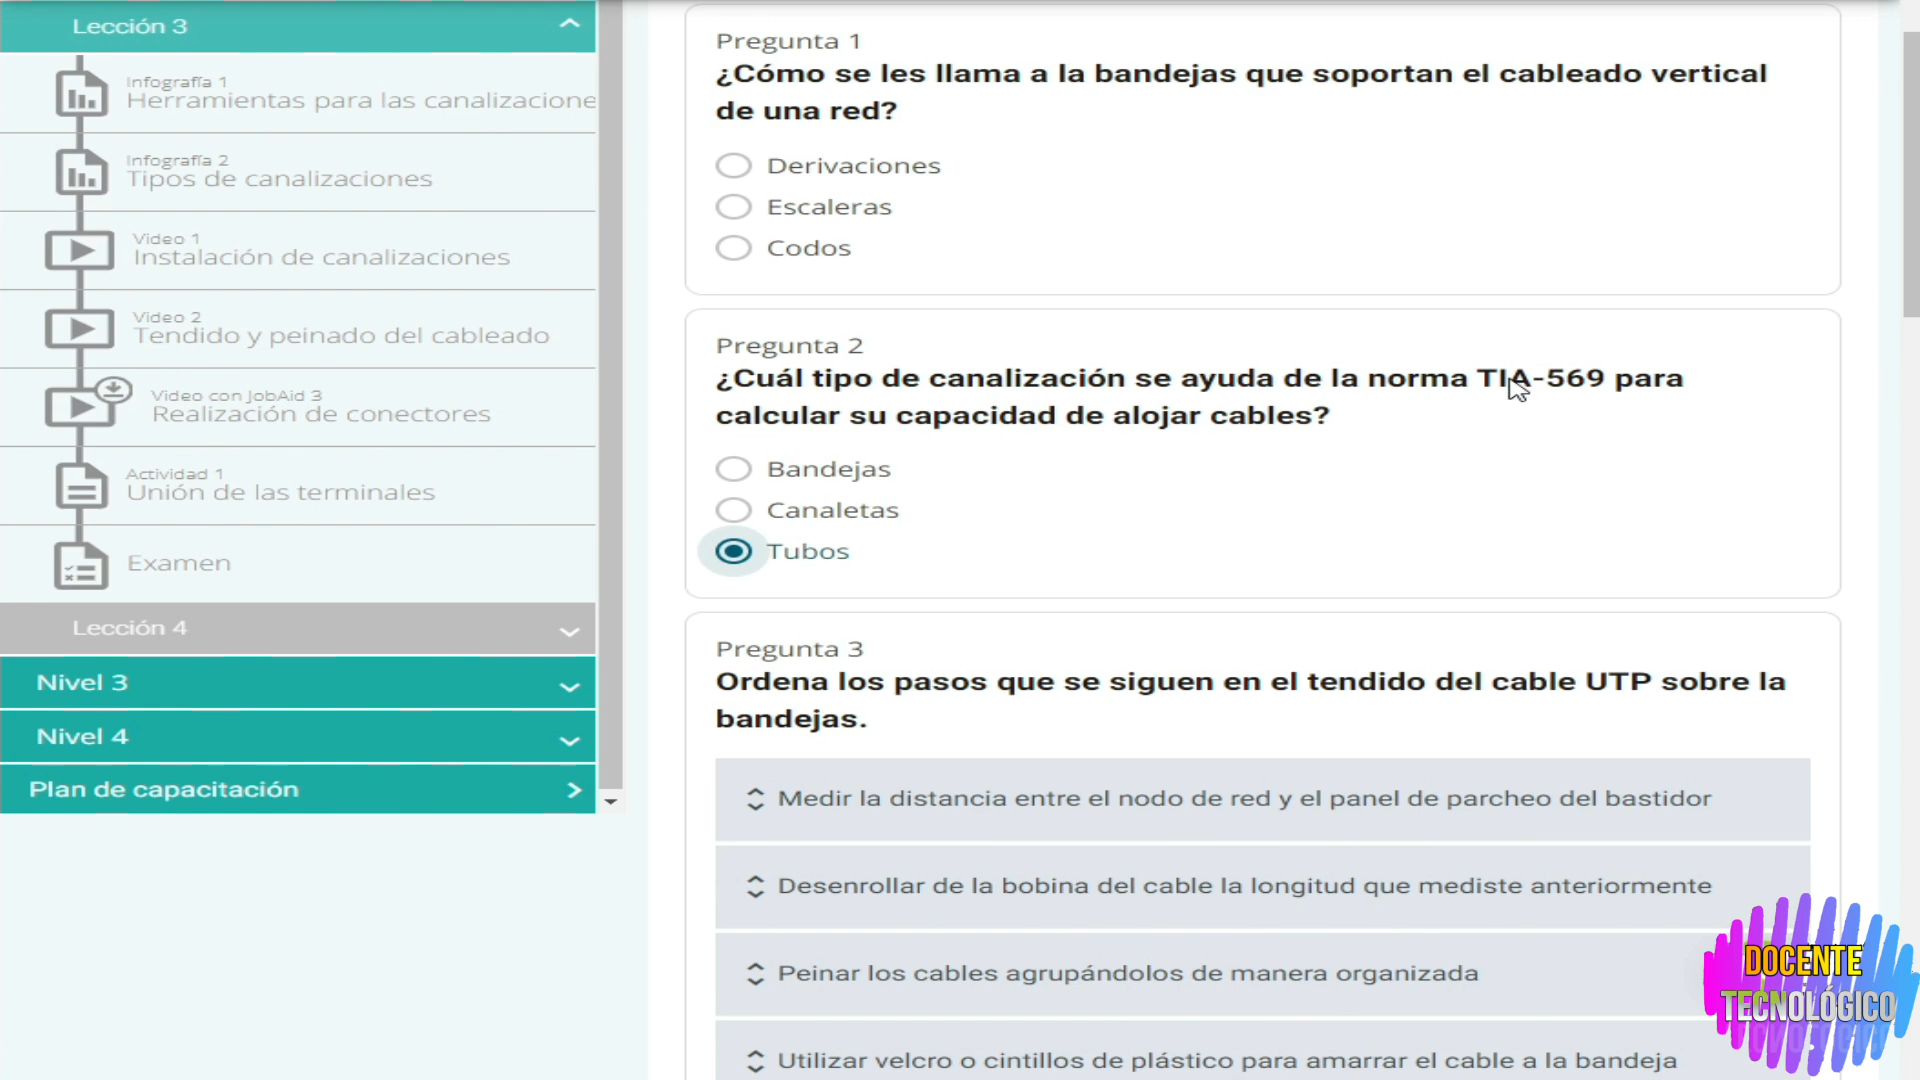 Lección 3
Infografía 1
Herramientas para las canalizacione
Infografía 2
Tipos de canalizaciones
Video 1
Instalación de canalizaciones
Video 2
Tendido y peinado del cableado
Video con JobAid 3
Realización de conectores
Actividad 1
Unión de las terminales
Examen
Lección 4
Nivel 3
Nivel 4
Plan de capacitación
Pregunta 1
¿Cómo se les llama a la bandejas que soportan el cableado vertical
de una red?
Derivaciones
Escaleras
Codos
Pregunta 2
¿Cuál tipo de canalización se ayuda de la norma TIA-569 para
calcular su capacidad de alojar cables?
Bandejas
Canaletas
Tubos
Pregunta 3
Ordena los pasos que se siguen en el tendido del cable UTP sobre la
bandejas.
Medir la distancia entre el nodo de red y el panel de parcheo del bastidor
Desenrollar de la bobina del cable la longitud que mediste anteriormente
Peinar los cables agrupándolos de manera organizada
Utilizar velcro o cintillos de plástico para amarrar el cable a la bandeja
DOCENTE
TECNOLÓGICO